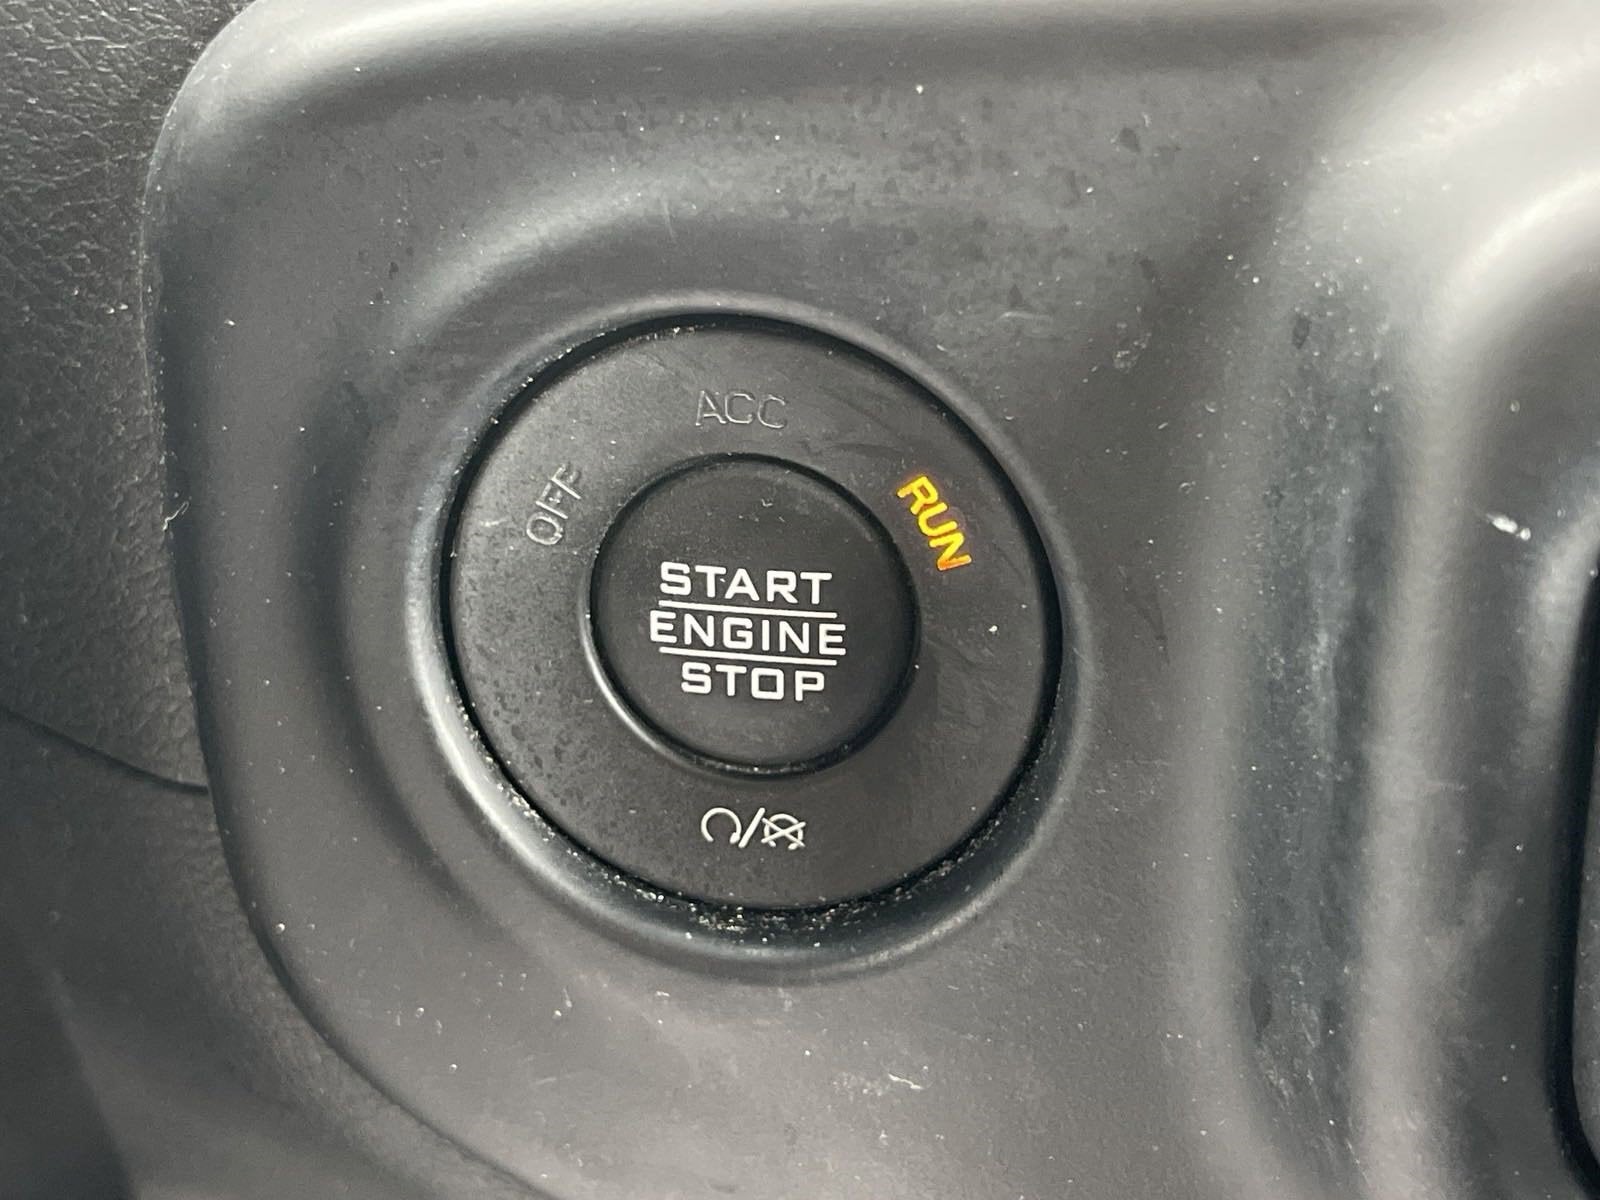 ACC
OFF
RUN
START
ENGINE
STOP